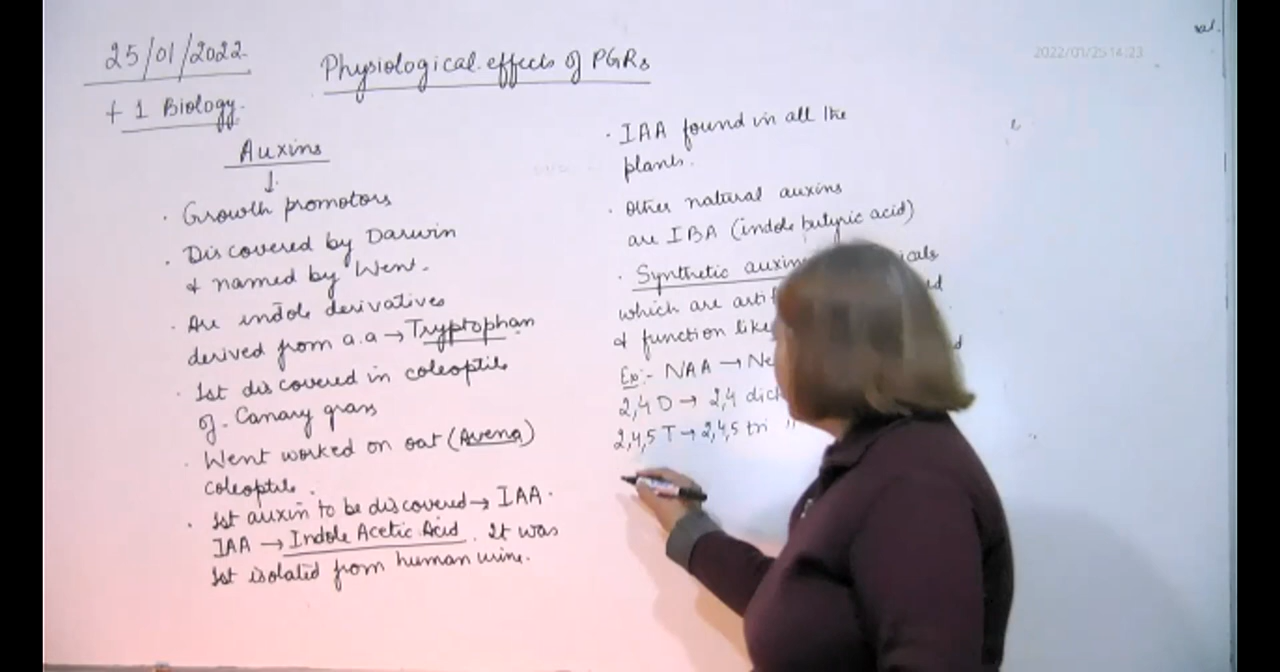 25/01/2022
+ 1 Biology.
Physiological effects of PGRs
2022/01/25 14:23
Auxins
↓
· Growth promotors
· Discovered by Darwin
& named by Went.
· Are indole derivatives
derived from a.a → Tryptophan
· 1st discovered in coleoptile
of Canary grass
· Went worked on oat (Avena)
coleoptile.
· 1st auxin to be discovered → IAA.
IAA → Indole Acetic Acid. It was
1st isolated from human urine.
· IAA found in all the
plants.
· Other natural auxins
are IBA (indole butyric acid)
· Synthetic auxins
which are
& function like
Ex:- NAA →
2,4 D → 2,4
2,4,5 T → 2,4,5 tri "